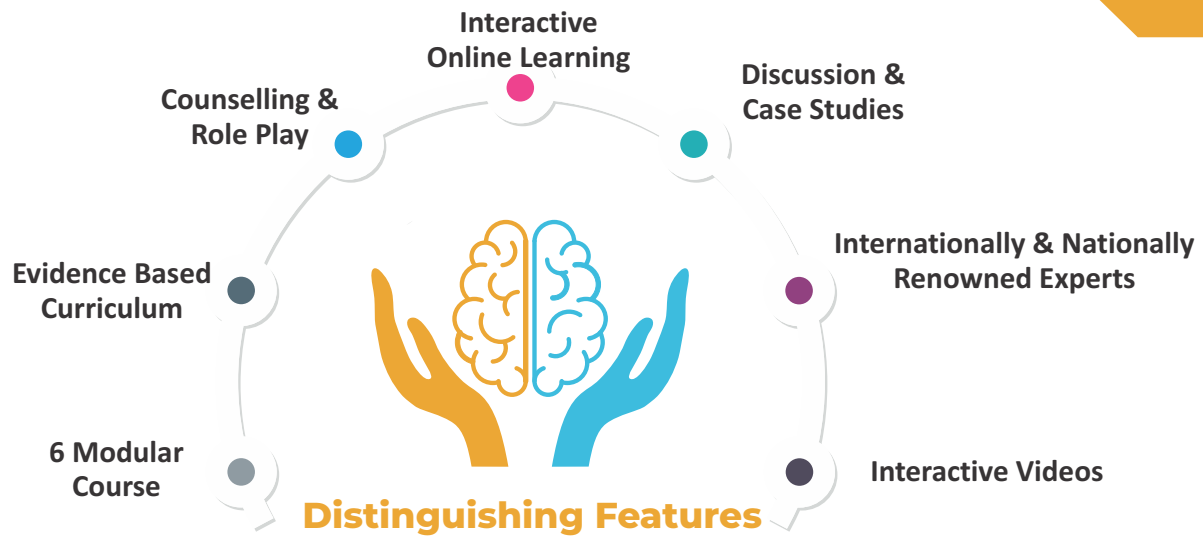 Interactive
Online Learning
Counselling &
Role Play
Discussion &
Case Studies
Evidence Based
Curriculum
Internationally & Nationally
Renowned Experts
6 Modular
Course
Interactive Videos
Distinguishing Features